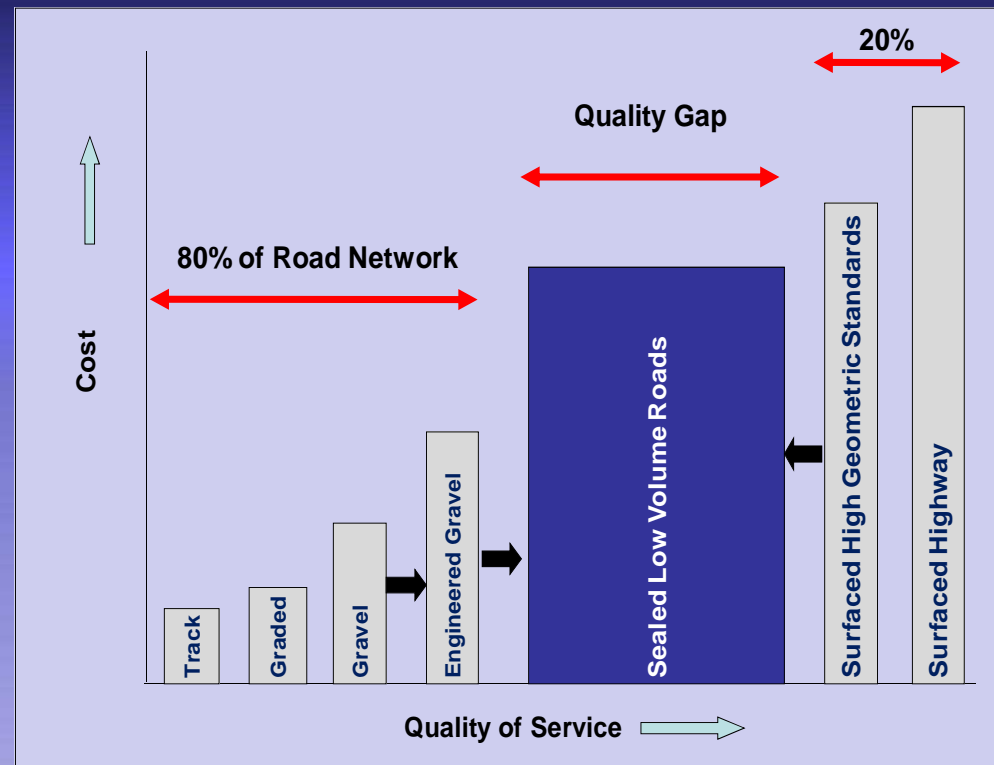 20%
Quality Gap
80% of Road Network
Cost
Track
Graded
Gravel
Engineered Gravel
Sealed Low Volume Roads
Surfaced High Geometric Standards
Surfaced Highway
Quality of Service